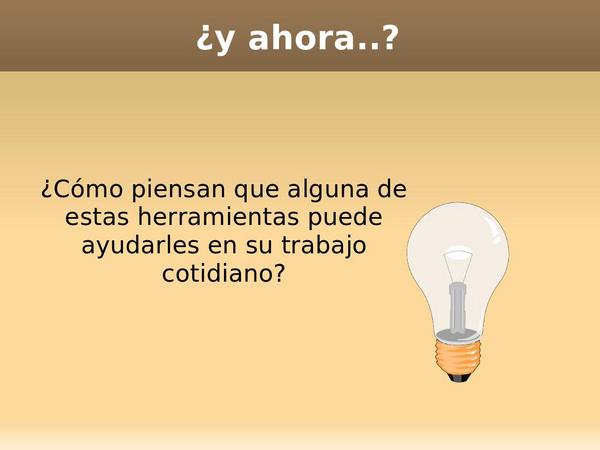 ¿y ahora..?
¿Cómo piensan que alguna de
estas herramientas puede
ayudarles en su trabajo
cotidiano?